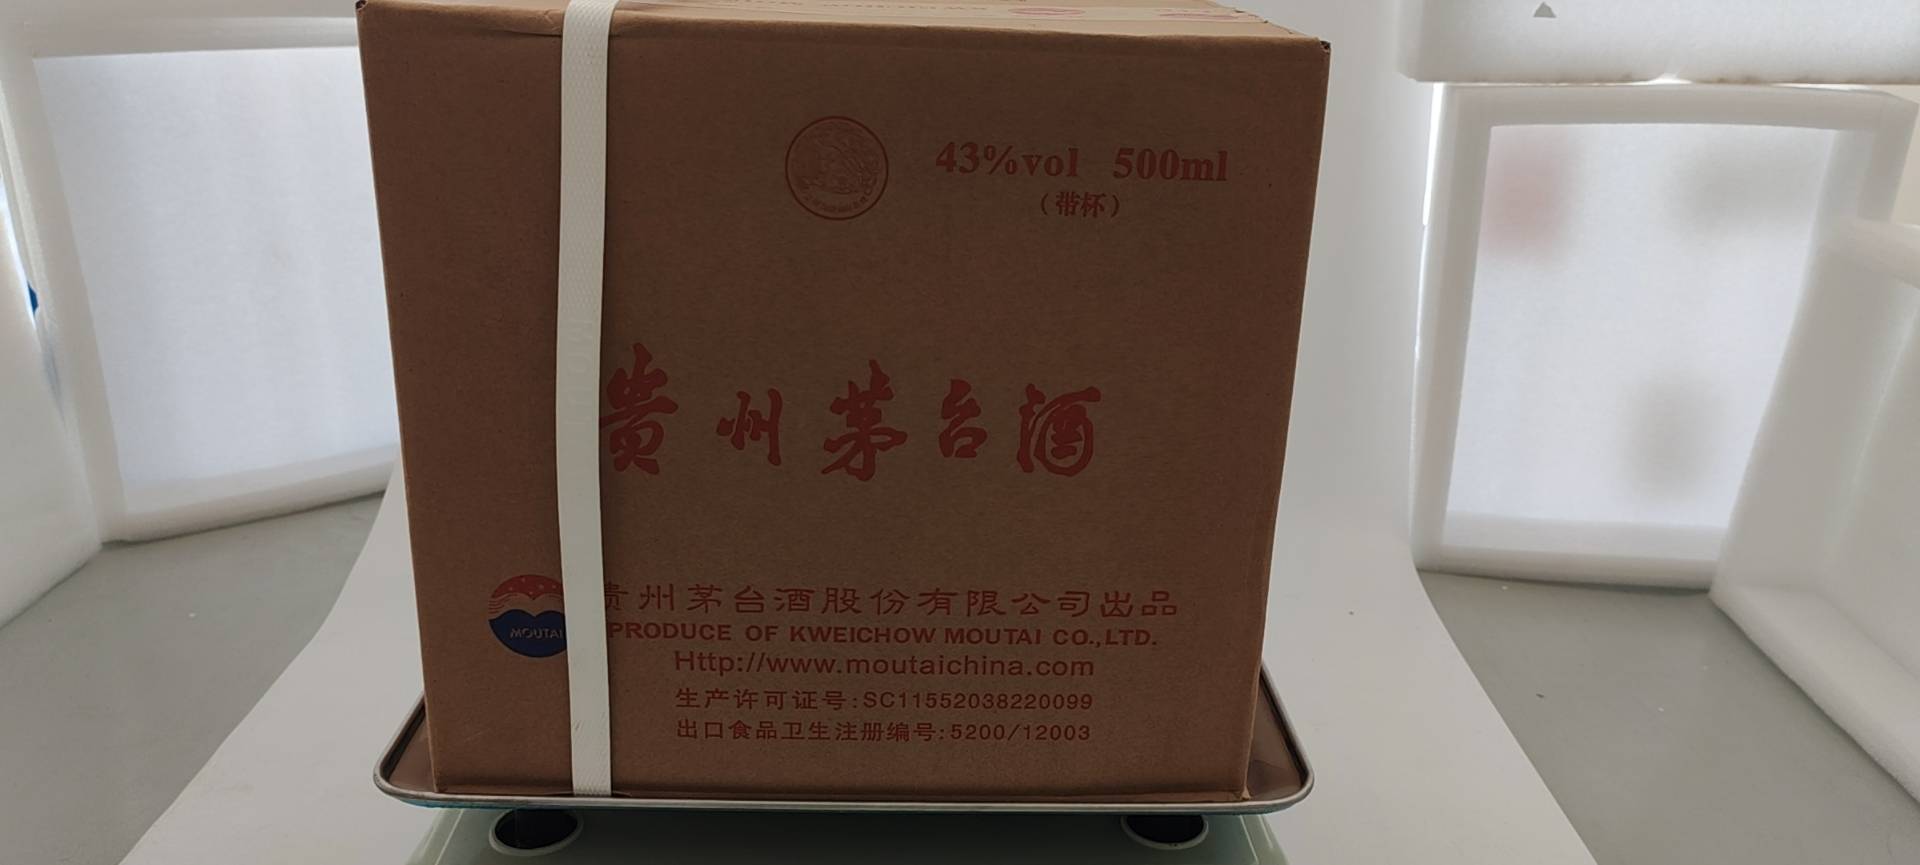 43%vol 500ml
（带杯）
贵州茅台酒
MOUTAI
贵州茅台酒股份有限公司出品
PRODUCE OF KWEICHOW MOUTAI CO.,LTD.
Http://www.moutaichina.com
生产许可证号:SC11552038220099
出口食品卫生注册编号:5200/12003